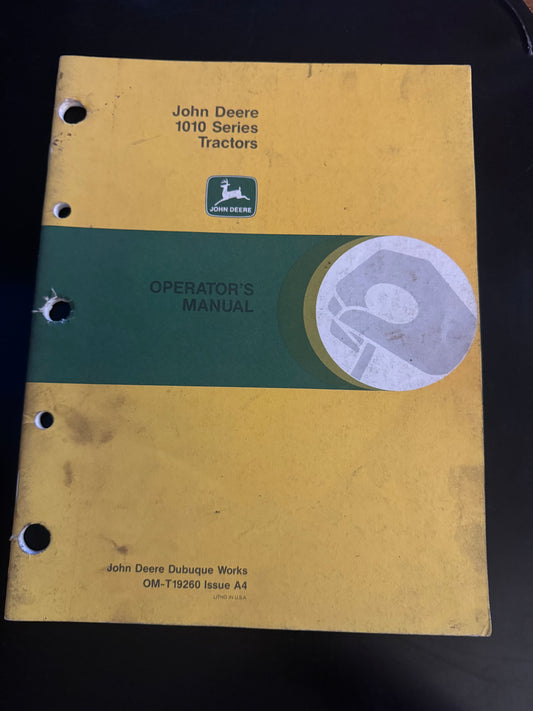 John Deere
1010 Series
Tractors
JOHN DEERE
OPERATOR'S
MANUAL
John Deere Dubuque Works
OM-T19260 Issue A4
LITHO IN U.S.A.